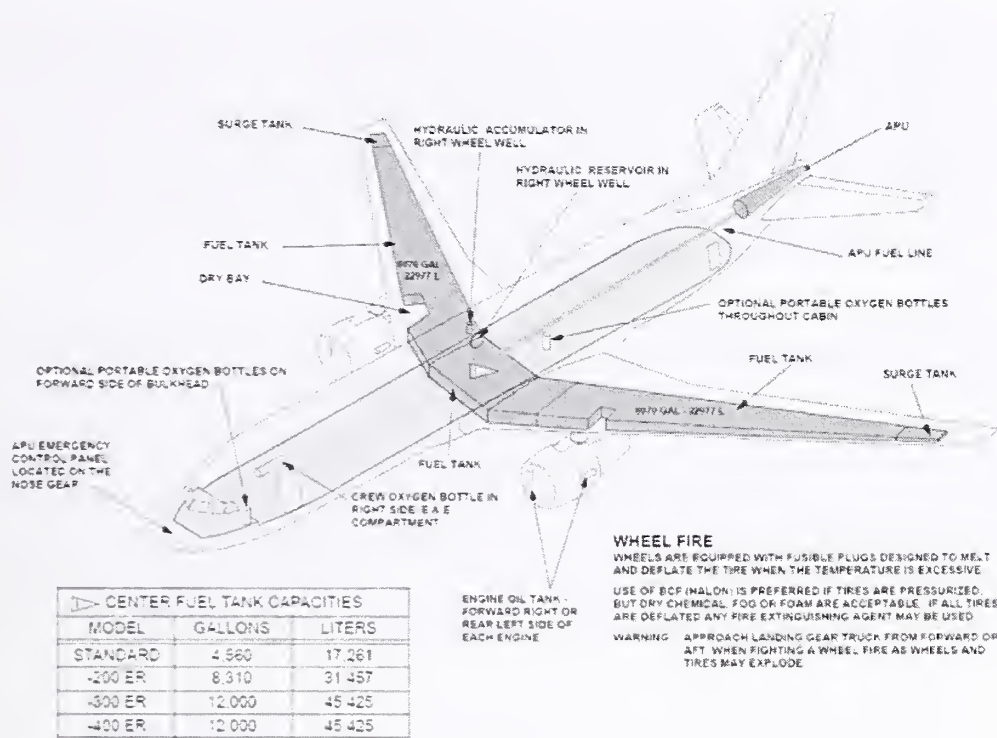 SURGE TANK
HYDRAULIC ACCUMULATOR IN
RIGHT WHEEL WELL
APU
HYDRAULIC RESERVOIR IN
RIGHT WHEEL WELL
FUEL TANK
6070 GAL
22977 L
APU FUEL LINE
DRY BAY
OPTIONAL PORTABLE OXYGEN BOTTLES
THROUGHOUT CABIN
FUEL TANK
SURGE TANK
OPTIONAL PORTABLE OXYGEN BOTTLES ON
FORWARD SIDE OF BULKHEAD
6070 GAL - 22977 L
APU EMERGENCY
CONTROL PANEL
LOCATED ON THE
NOSE GEAR
FUEL TANK
CREW OXYGEN BOTTLE IN
RIGHT SIDE E & E
COMPARTMENT
ENGINE OIL TANK -
FORWARD RIGHT OR
REAR LEFT SIDE OF
EACH ENGINE
WHEEL FIRE
WHEELS ARE EQUIPPED WITH FUSIBLE PLUGS DESIGNED TO MELT
AND DEFLATE THE TIRE WHEN THE TEMPERATURE IS EXCESSIVE
USE OF BCF (HALON) IS PREFERRED IF TIRES ARE PRESSURIZED,
BUT DRY CHEMICAL, FOG OR FOAM ARE ACCEPTABLE. IF ALL TIRES
ARE DEFLATED ANY FIRE EXTINGUISHING AGENT MAY BE USED
WARNING APPROACH LANDING GEAR TRUCK FROM FORWARD OR
AFT WHEN FIGHTING A WHEEL FIRE AS WHEELS AND
TIRES MAY EXPLODE
CENTER FUEL TANK CAPACITIES
MODEL GALLONS LITERS
STANDARD 4,560 17,261
-200 ER 8,310 31,457
-300 ER 12,000 45,425
-400 ER 12,000 45,425